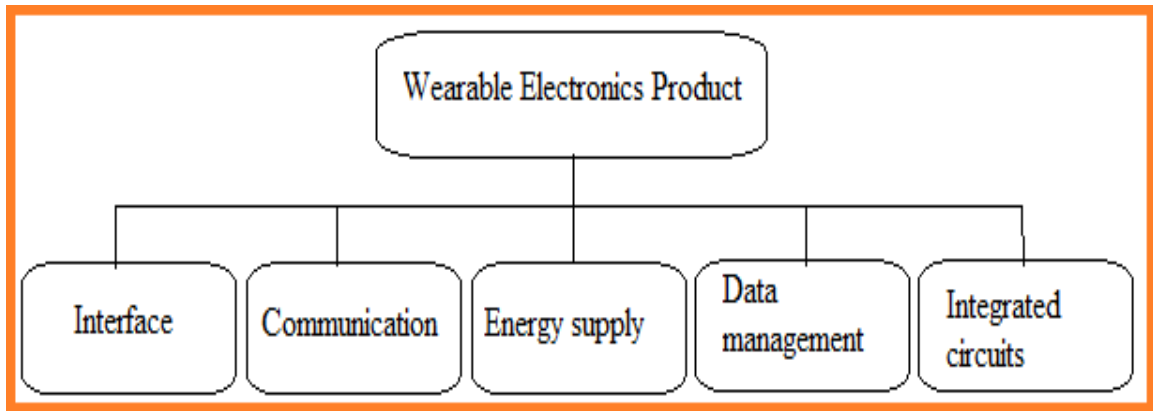 Wearable Electronics Product
Interface
Communication
Energy supply
Data
management
Integrated
circuits